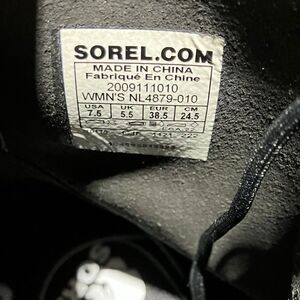 SOREL.COM
MADE IN CHINA
Fabriqué En Chine
2009111010
WMN'S NL4879-010
USA UK EUR CM
7.5 5.5 38.5 24.5